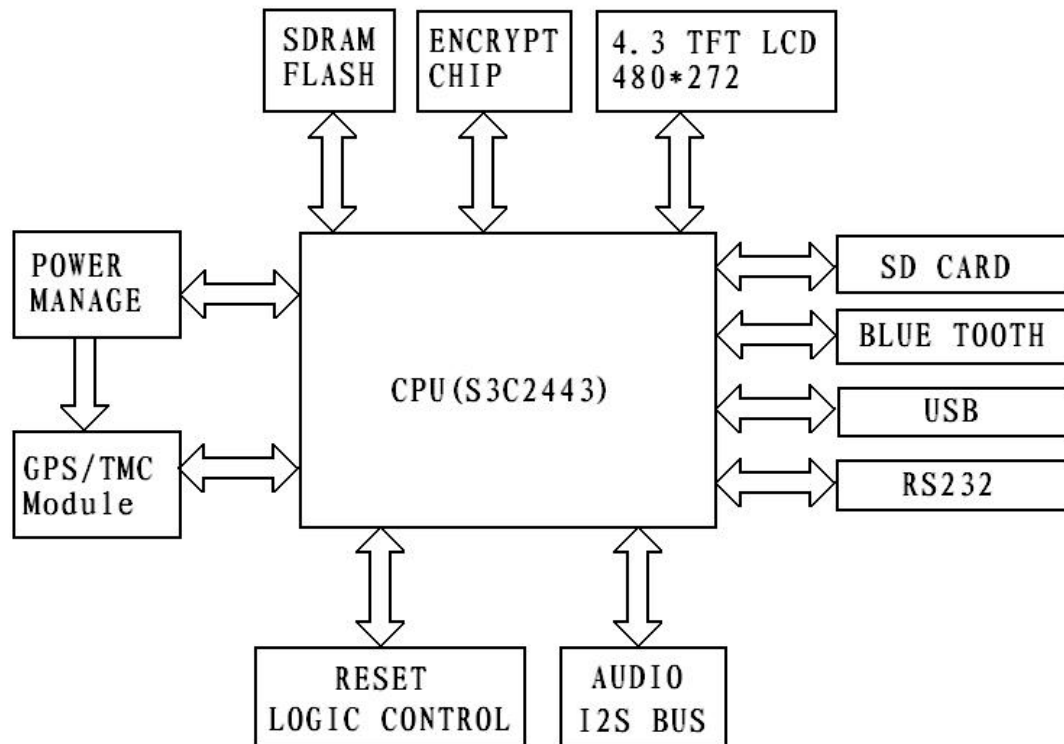 SDRAM
FLASH
ENCRYPT
CHIP
4.3 TFT LCD
480*272
POWER
MANAGE
GPS/TMC
Module
CPU(S3C2443)
SD CARD
BLUE TOOTH
USB
RS232
RESET
LOGIC CONTROL
AUDIO
I2S BUS